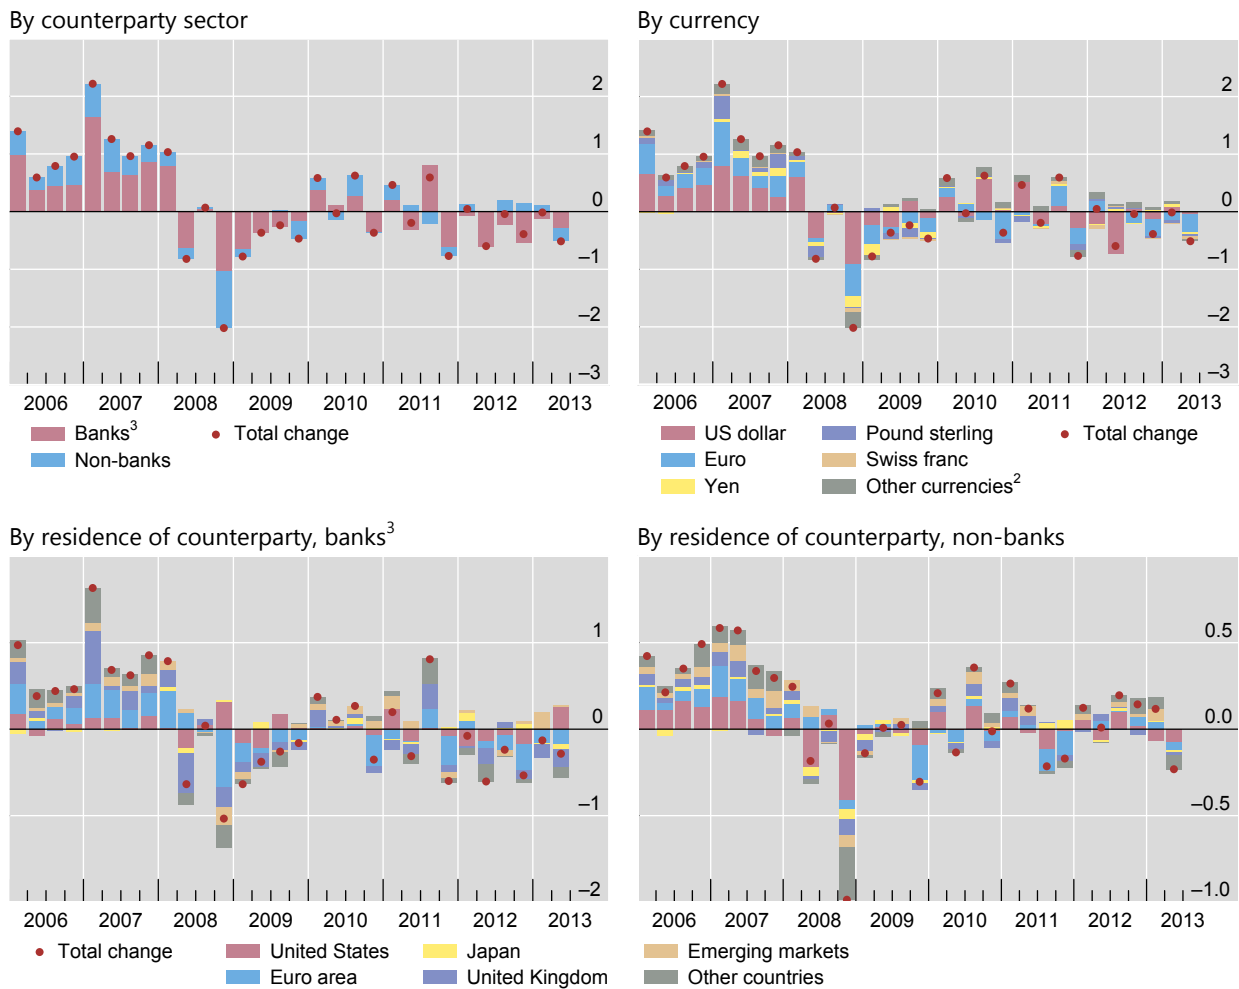 By counterparty sector
2
1
0
–1
–2
–3
2006 2007 2008 2009 2010 2011 2012 2013
Banks3 Total change
Non-banks
By currency
2
1
0
–1
–2
–3
2006 2007 2008 2009 2010 2011 2012 2013
US dollar Pound sterling Total change
Euro Swiss franc
Yen Other currencies2
By residence of counterparty, banks3
1
0
–1
–2
2006 2007 2008 2009 2010 2011 2012 2013
By residence of counterparty, non-banks
0.5
0.0
–0.5
–1.0
2006 2007 2008 2009 2010 2011 2012 2013
Total change United States Japan Emerging markets
Euro area United Kingdom Other countries